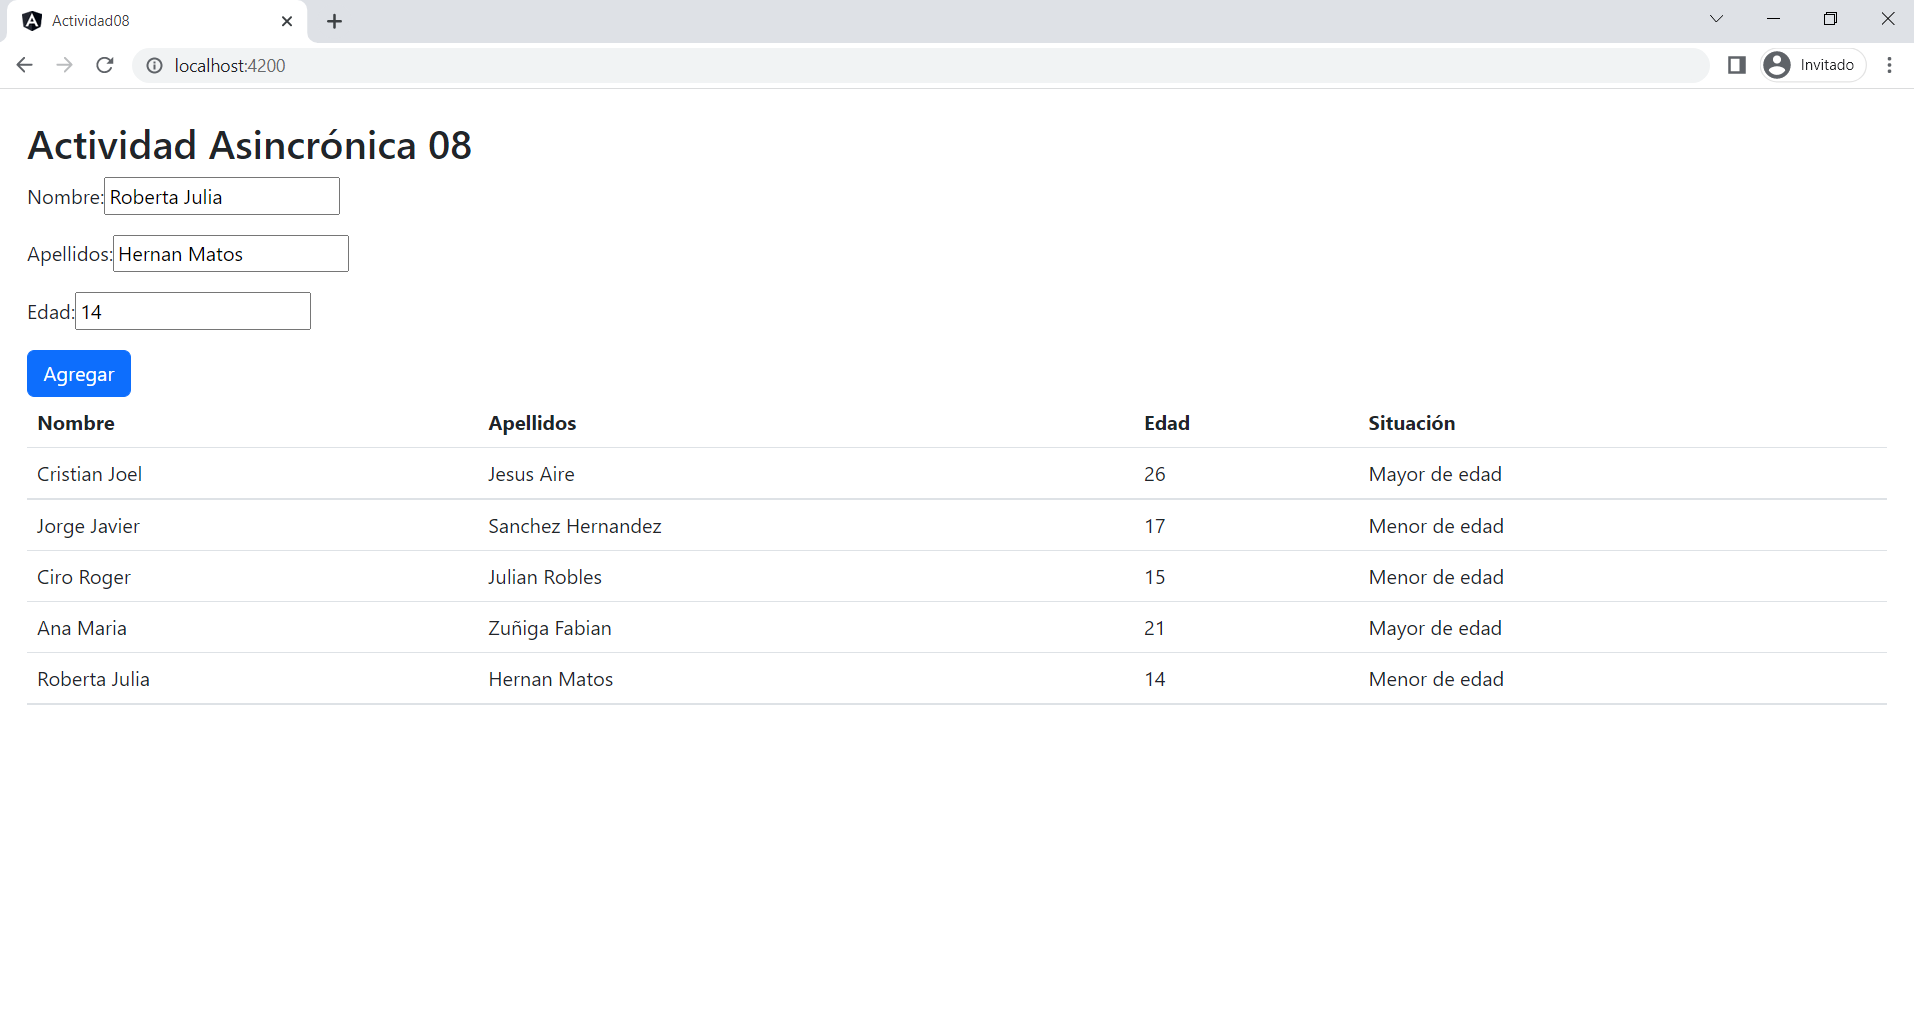 Actividad08
localhost:4200
Invitado
Actividad Asincrónica 08
Nombre: Roberta Julia
Apellidos: Hernan Matos
Edad: 14
Agregar
Nombre Apellidos Edad Situación
Cristian Joel Jesus Aire 26 Mayor de edad
Jorge Javier Sanchez Hernandez 17 Menor de edad
Ciro Roger Julian Robles 15 Menor de edad
Ana Maria Zuñiga Fabian 21 Mayor de edad
Roberta Julia Hernan Matos 14 Menor de edad